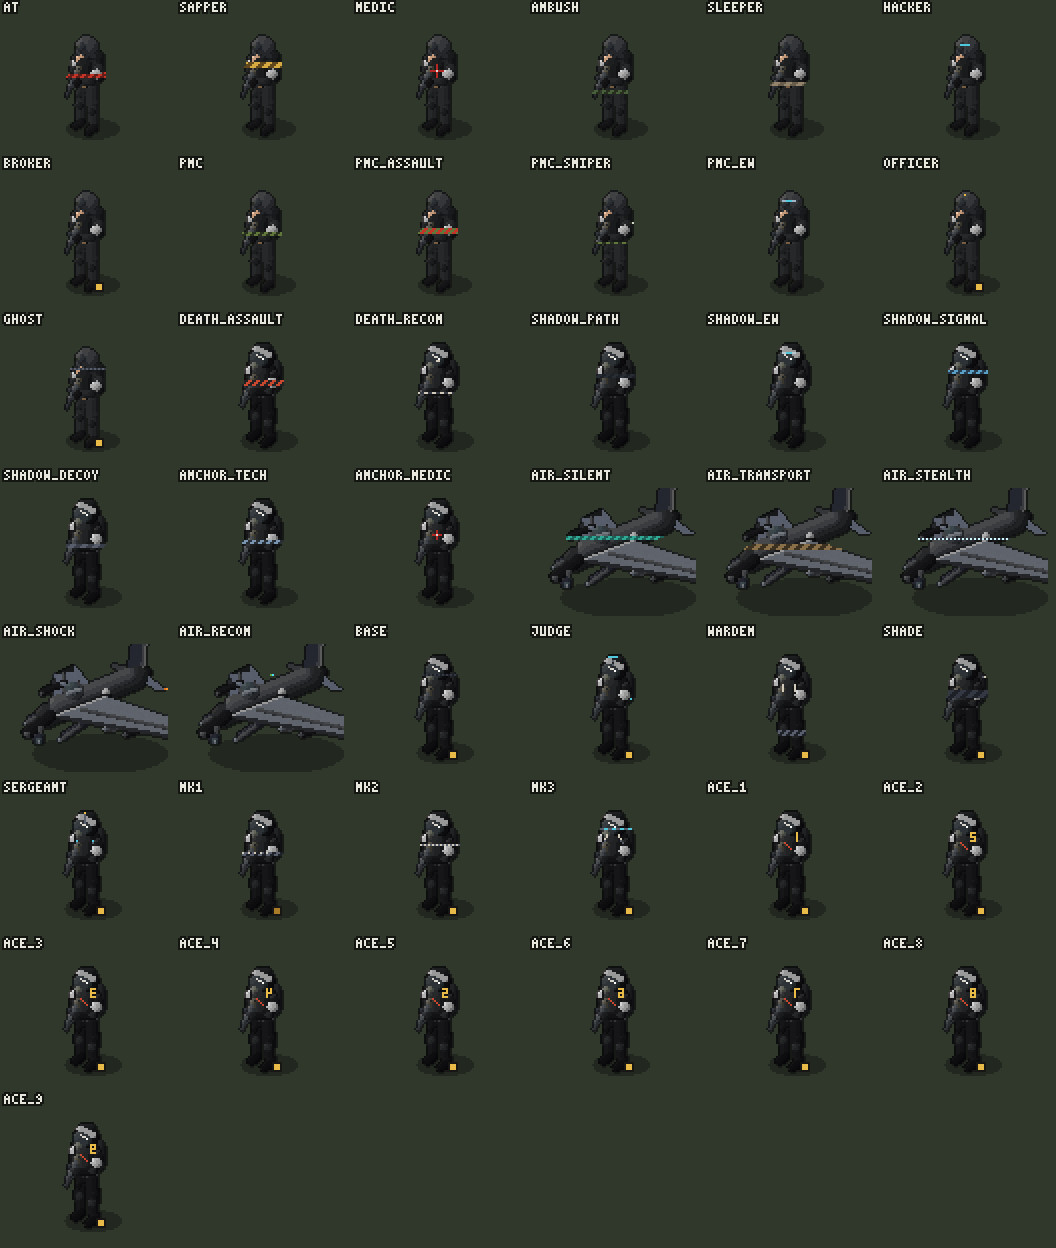 AT SAPPER MEDIC AMBUSH SLEEPER HACKER
BROKER PMC PMC_ASSAULT PMC_SNIPER PMC_EW OFFICER
GHOST DEATH_ASSAULT DEATH_RECON SHADOW_PATH SHADOW_EW SHADOW_SIGNAL
SHADOW_DECOY ANCHOR_TECH ANCHOR_MEDIC AIR_SILENT AIR_TRANSPORT AIR_STEALTH
AIR_SHOCK AIR_RECON BASE JUDGE WARDEN SHADE
SERGEANT MK1 MK2 MK3 ACE_1 ACE_2
ACE_3 ACE_4 ACE_5 ACE_6 ACE_7 ACE_8
ACE_9